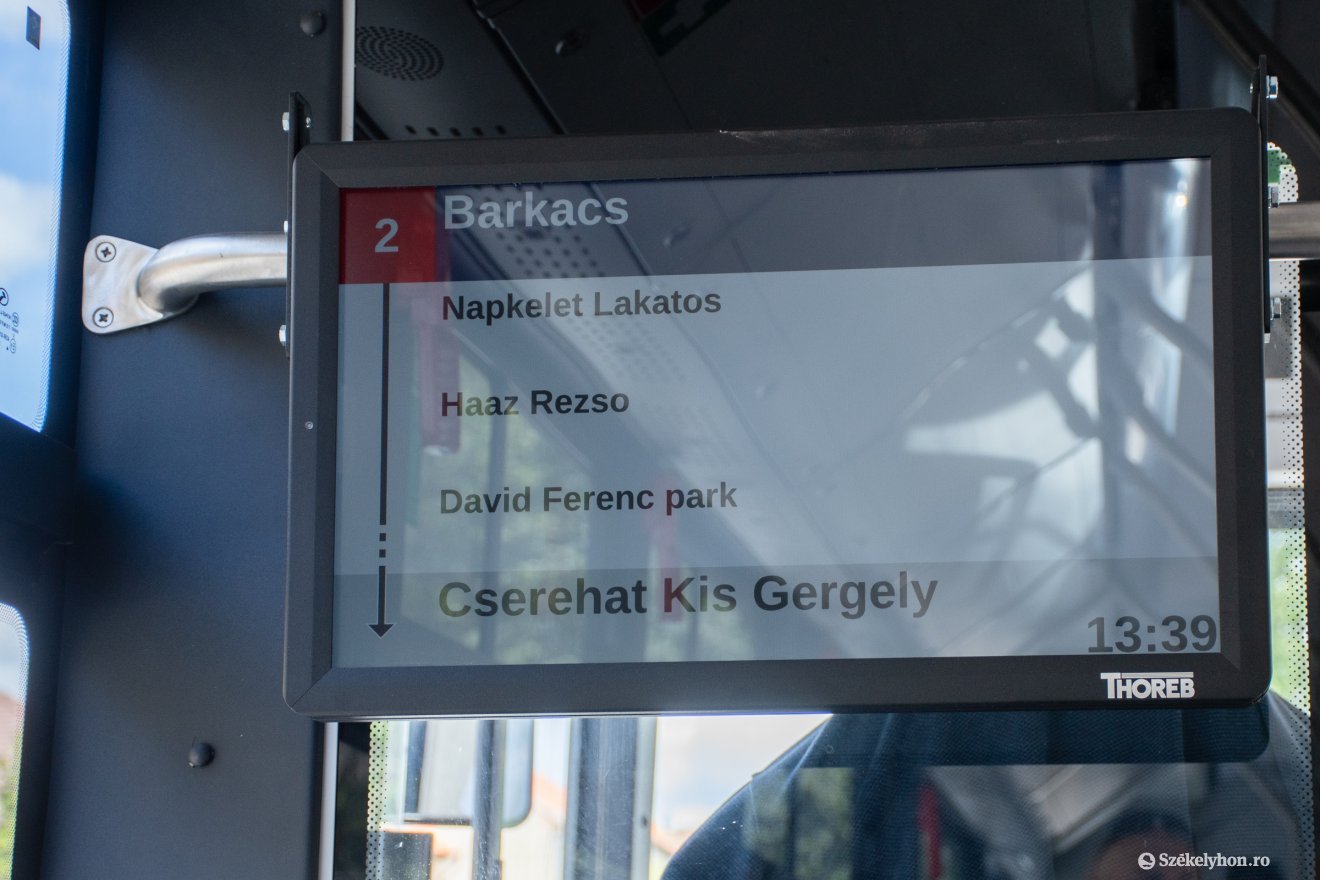 2
Barkacs
Napkelet Lakatos
Haaz Rezso
David Ferenc park
Cserehat Kis Gergely
13:39
THOREB
Székelyhon.ro